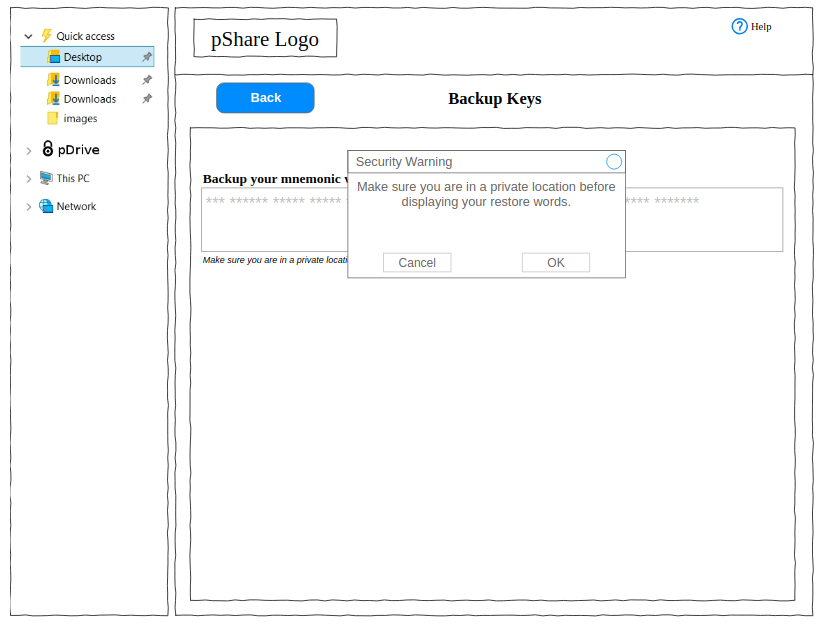 Quick access
Desktop
Downloads
Downloads
images
pDrive
This PC
Network
pShare Logo
? Help
Back
Backup Keys
Security Warning
Make sure you are in a private location before
displaying your restore words.
Cancel
OK
Backup your mnemonic
*** ****** ***** *****
**** *******
Make sure you are in a private